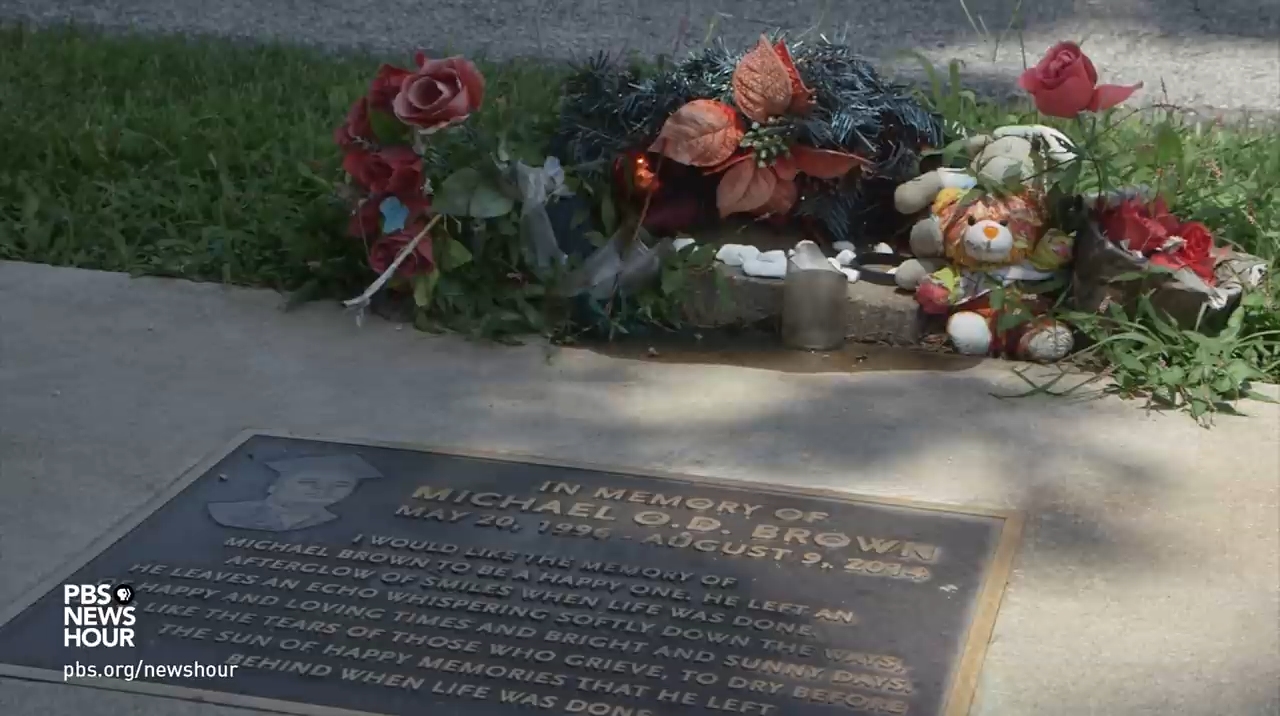 IN MEMORY OF
MICHAEL O.D. BROWN
MAY 20, 1996 - AUGUST 9, 2014
I WOULD LIKE THE MEMORY OF
MICHAEL BROWN TO BE A HAPPY ONE. HE LEFT AN
AFTERGLOW OF SMILES WHEN LIFE WAS DONE.
HE LEAVES AN ECHO WHISPERING SOFTLY DOWN THE WAYS,
HAPPY AND LOVING TIMES AND BRIGHT AND SUNNY DAYS.
LIKE THE TEARS OF THOSE WHO GRIEVE, TO DRY BEFORE
THE SUN OF HAPPY MEMORIES THAT HE LEFT
BEHIND WHEN LIFE WAS DONE
PBS
NEWS
HOUR
pbs.org/newshour